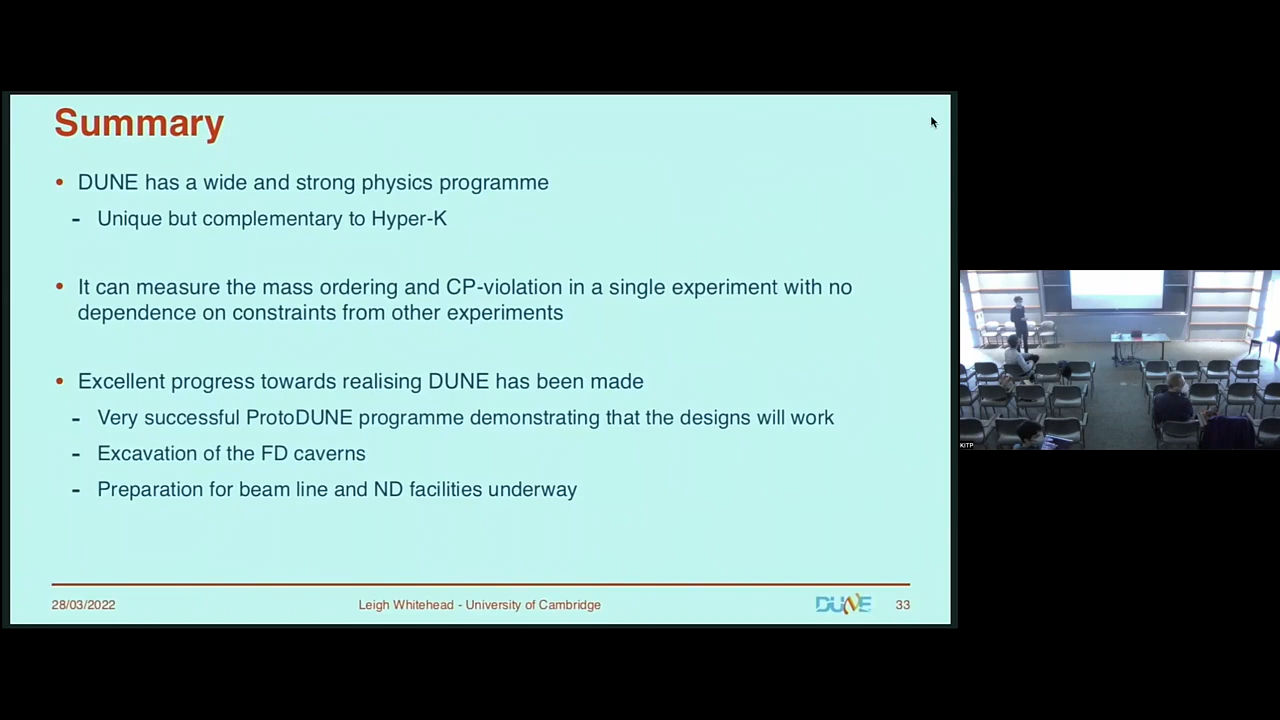 Summary
• DUNE has a wide and strong physics programme
- Unique but complementary to Hyper-K
• It can measure the mass ordering and CP-violation in a single experiment with no
dependence on constraints from other experiments
• Excellent progress towards realising DUNE has been made
- Very successful ProtoDUNE programme demonstrating that the designs will work
- Excavation of the FD caverns
- Preparation for beam line and ND facilities underway
28/03/2022
Leigh Whitehead - University of Cambridge
DUNE
33
KITP